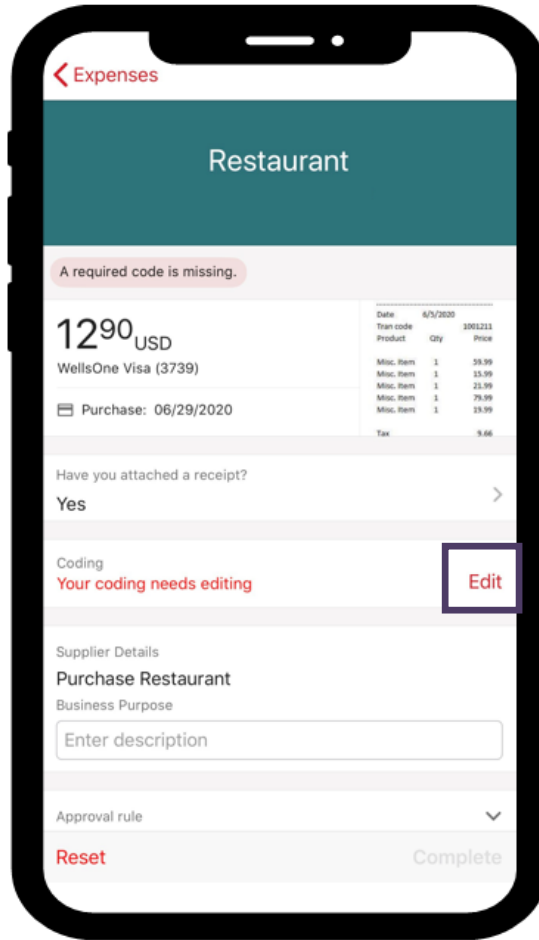 Expenses
Restaurant
A required code is missing.
1290 USD
WellsOne Visa (3739)
Purchase: 06/29/2020
Date 6/5/2020
Tran code 1001211
Product Qty Price
Misc. Item 1 59.99
Misc. Item 1 15.99
Misc. Item 1 21.99
Misc. Item 1 79.99
Misc. Item 1 19.99
Tax 9.66
Have you attached a receipt?
Yes
Coding
Your coding needs editing
Edit
Supplier Details
Purchase Restaurant
Business Purpose
Enter description
Approval rule
Reset
Complete